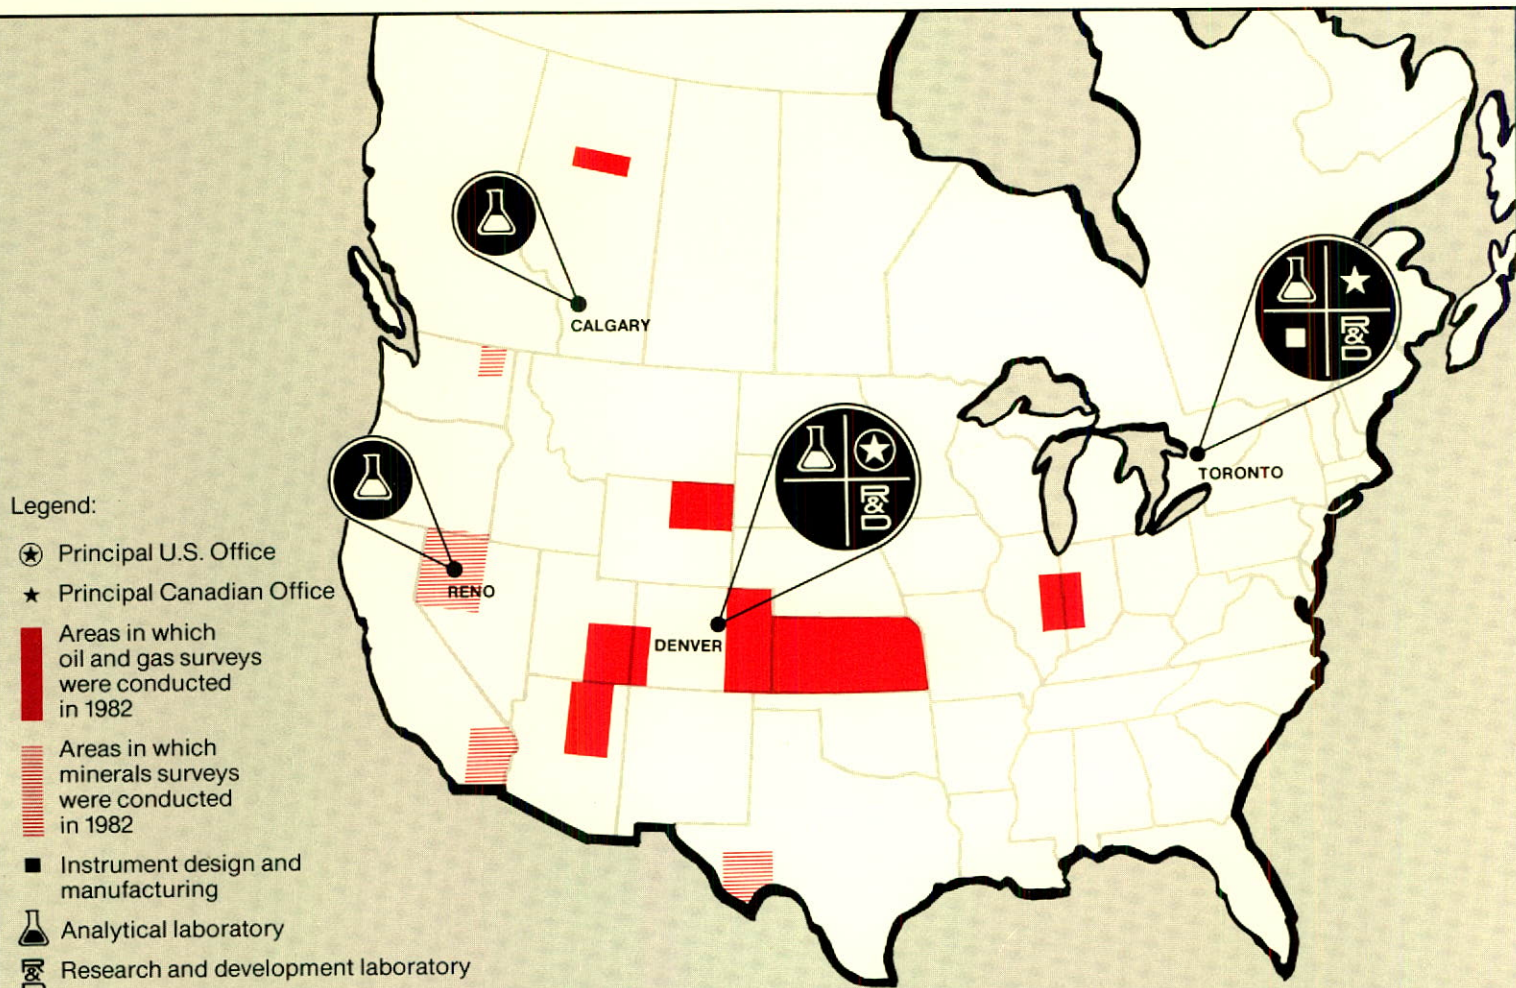 CALGARY
R&D
TORONTO
R&D
RENO
DENVER
Legend:
Principal U.S. Office
Principal Canadian Office
Areas in which
oil and gas surveys
were conducted
in 1982
Areas in which
minerals surveys
were conducted
in 1982
Instrument design and
manufacturing
Analytical laboratory
R&D
Research and development laboratory